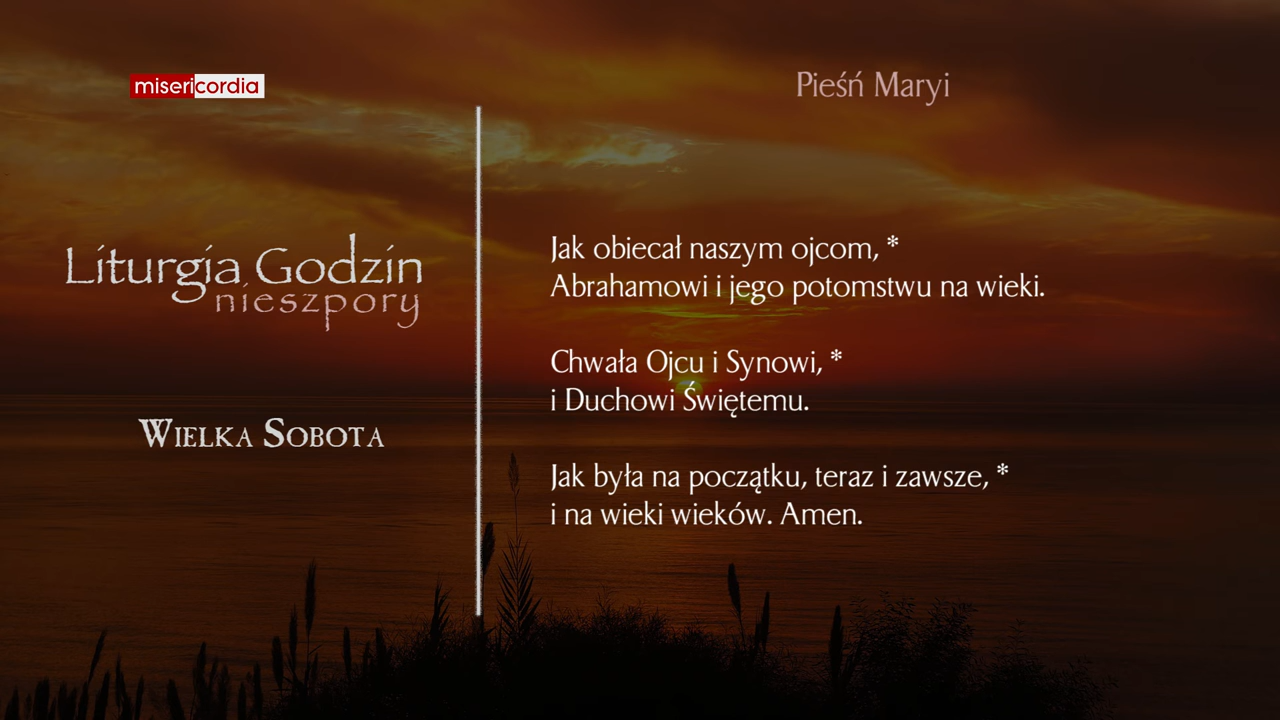 misericordia
Pieśń Maryi
Liturgia Godzin
nieszpory
Wielka Sobota
Jak obiecał naszym ojcom, *
Abrahamowi i jego potomstwu na wieki.
Chwała Ojcu i Synowi, *
i Duchowi Świętemu.
Jak była na początku, teraz i zawsze, *
i na wieki wieków. Amen.